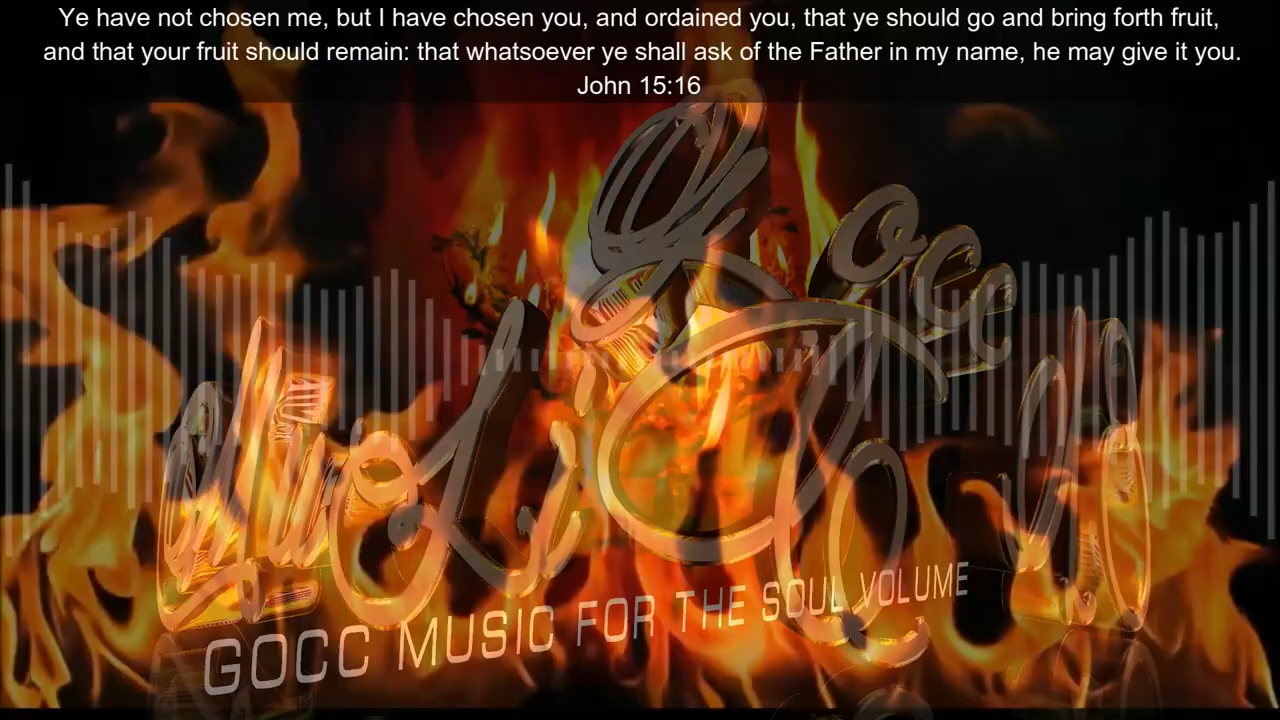 Ye have not chosen me, but I have chosen you, and ordained you, that ye should go and bring forth fruit,
and that your fruit should remain: that whatsoever ye shall ask of the Father in my name, he may give it you.
John 15:16
Gocc
GOCC MUSIC FOR THE SOUL VOLUME